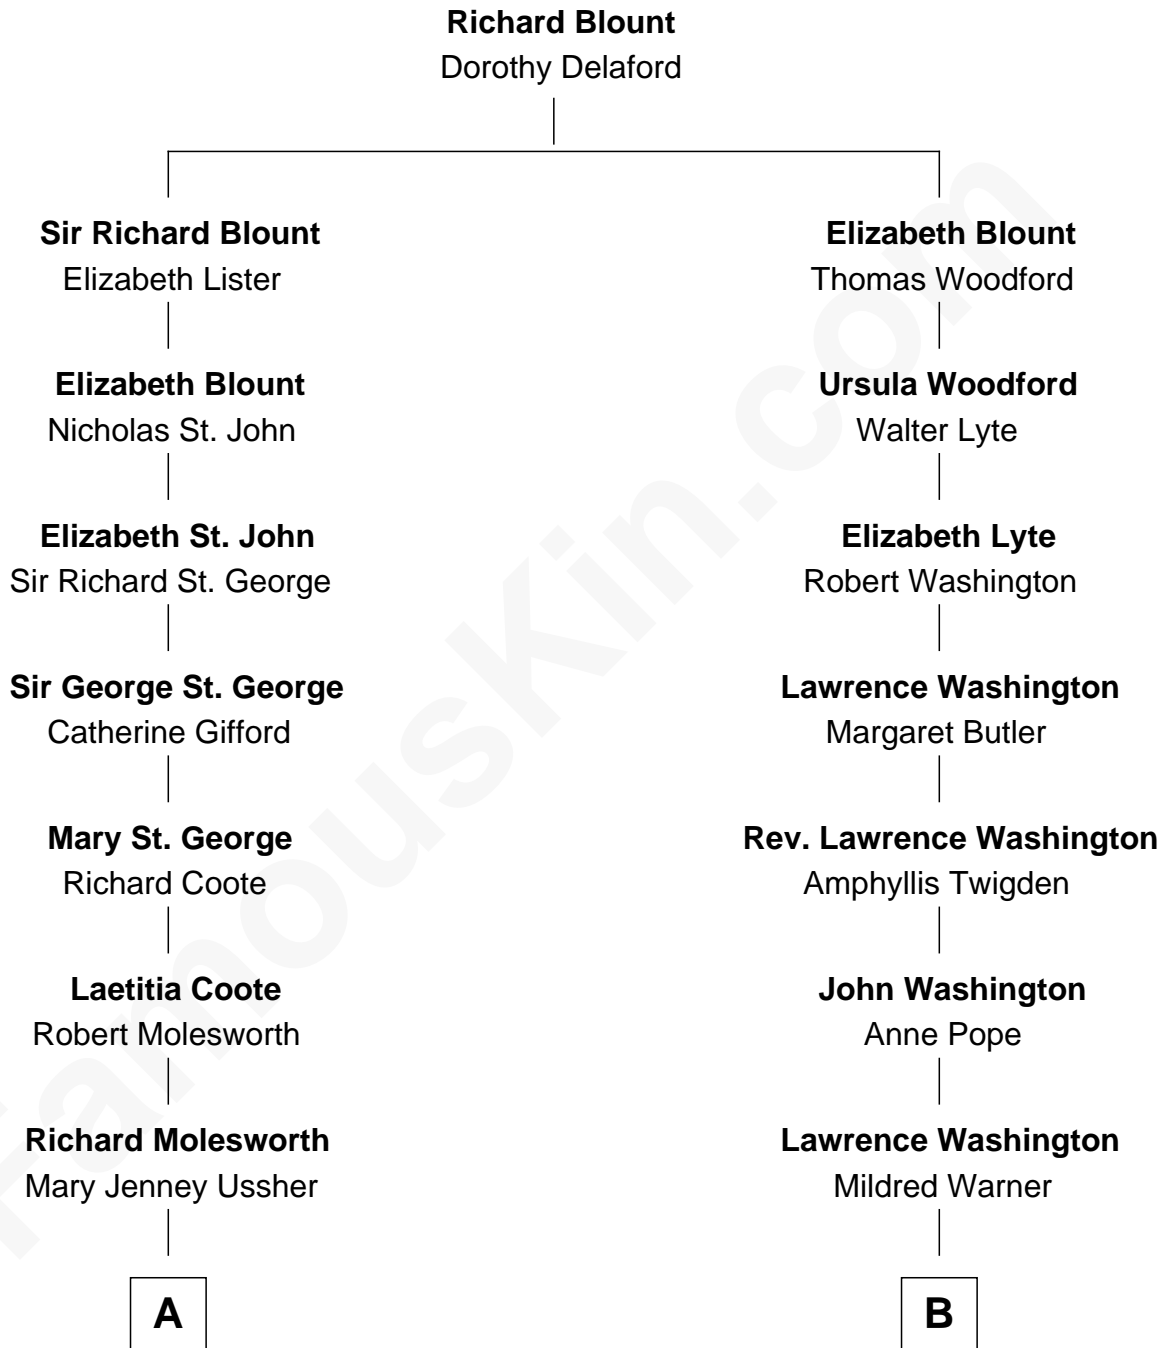 Richard Blount
Dorothy Delaford
Sir Richard Blount
Elizabeth Lister
Elizabeth Blount
Nicholas St. John
Elizabeth St. John
Sir Richard St. George
Sir George St. George
Catherine Gifford
Mary St. George
Richard Coote
Laetitia Coote
Robert Molesworth
Richard Molesworth
Mary Jenney Ussher
A
Elizabeth Blount
Thomas Woodford
Ursula Woodford
Walter Lyte
Elizabeth Lyte
Robert Washington
Lawrence Washington
Margaret Butler
Rev. Lawrence Washington
Amphyllis Twigden
John Washington
Anne Pope
Lawrence Washington
Mildred Warner
B
FamousKin.com